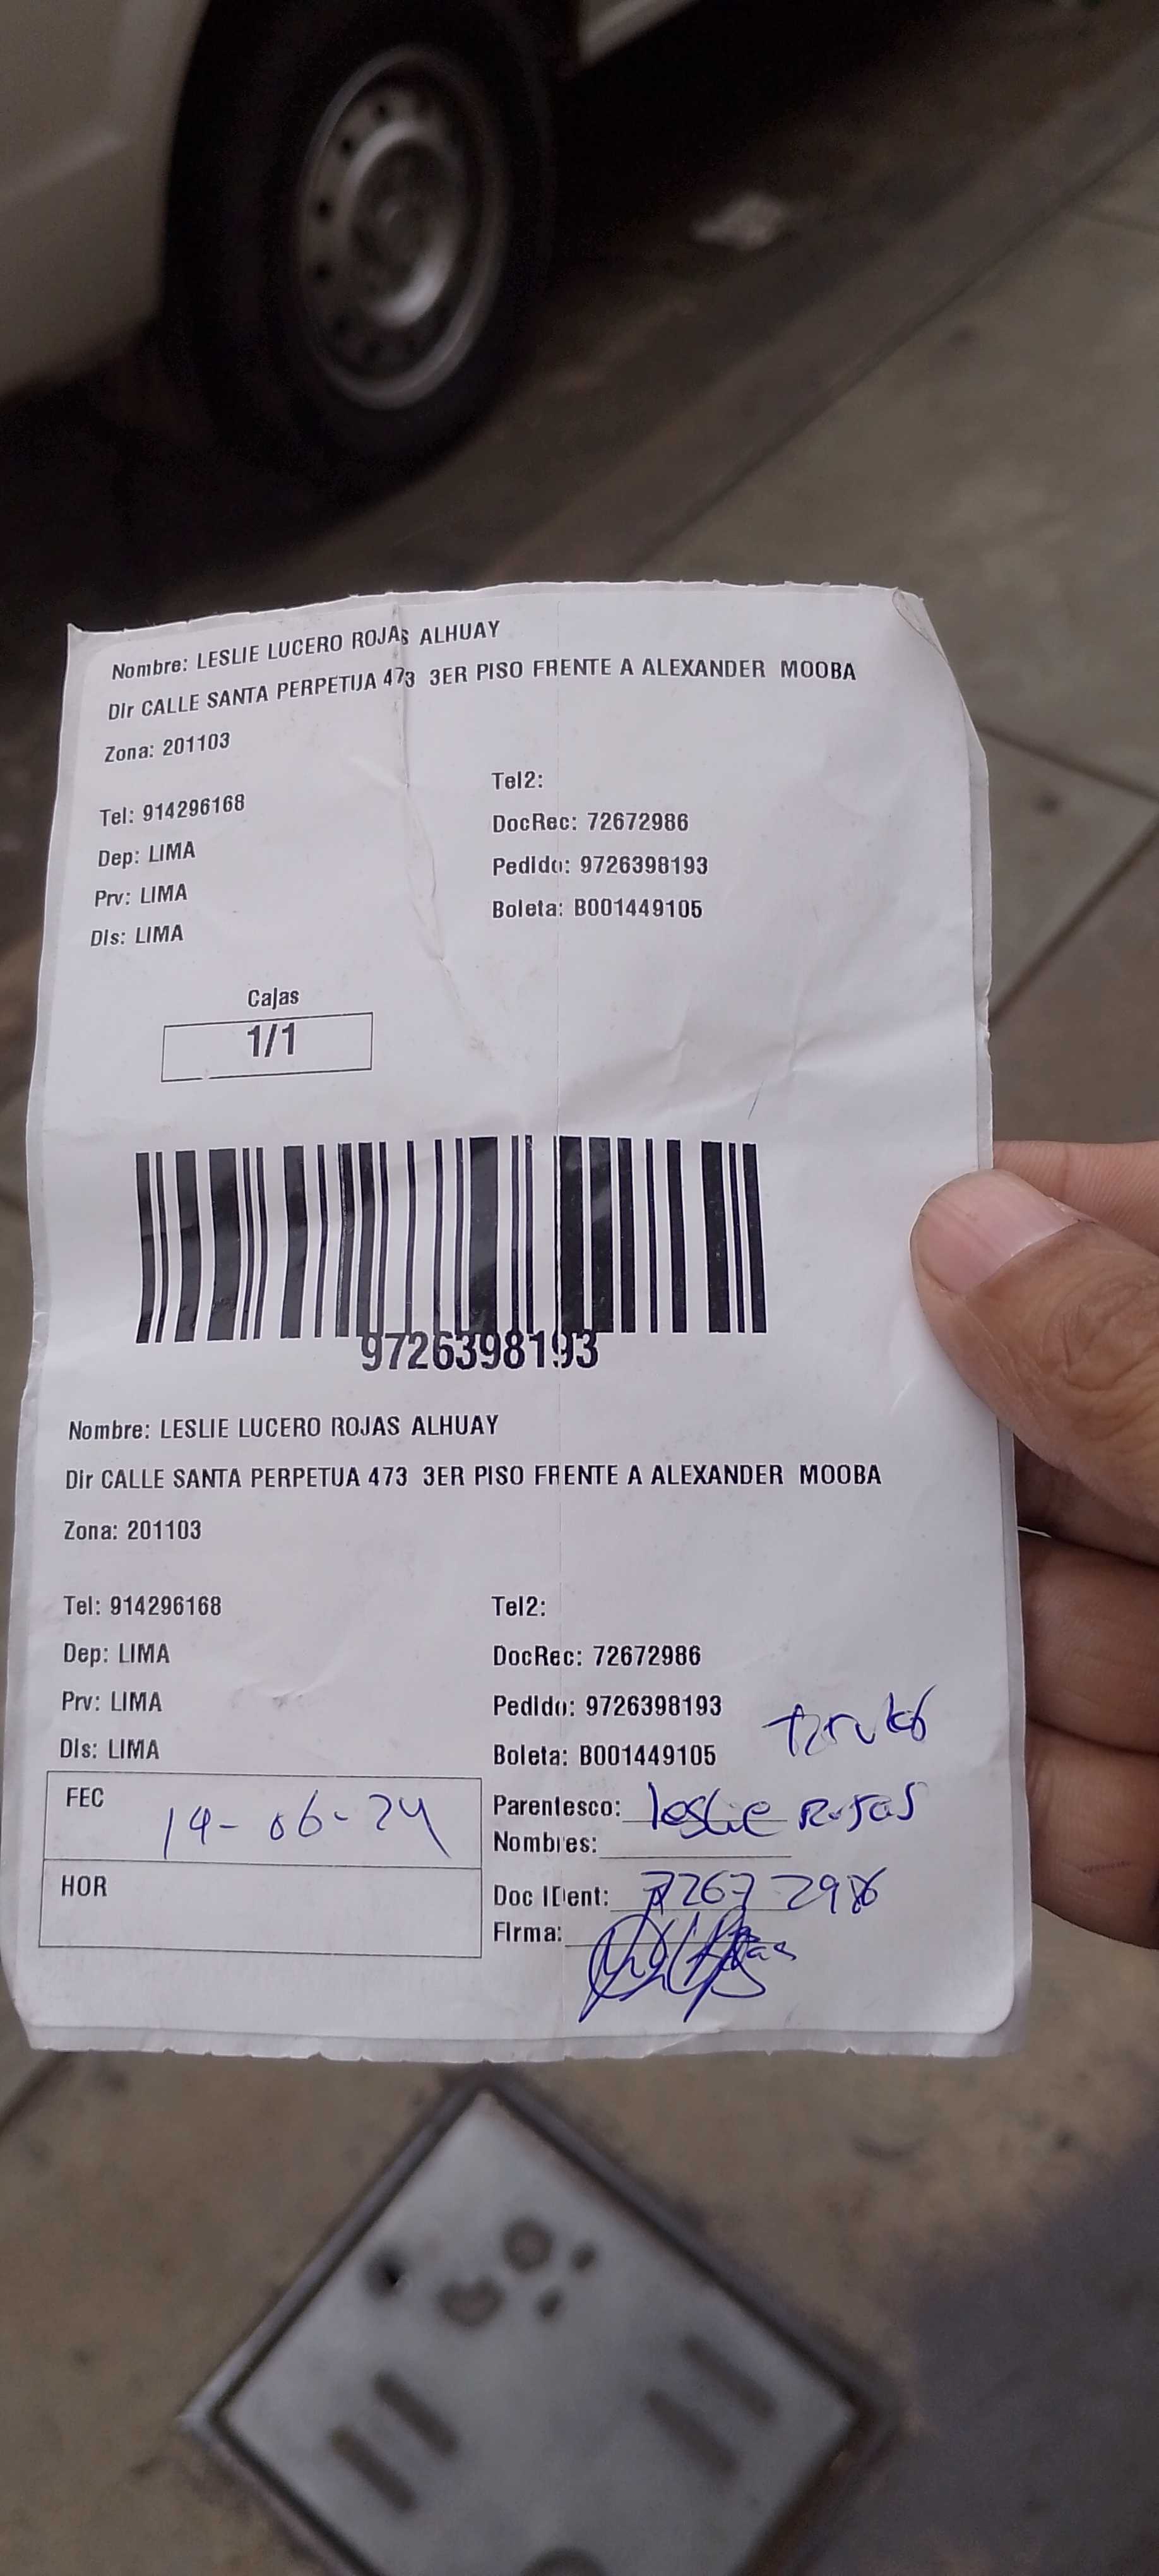 Nombre: LESLIE LUCERO ROJAS ALHUAY
Dir CALLE SANTA PERPETUA 473 3ER PISO FRENTE A ALEXANDER MOOBA
Zona: 201103
Tel: 914296168
Tel2:
Dep: LIMA
DocRec: 72672986
Prv: LIMA
Pedido: 9726398193
Dis: LIMA
Boleta: B001449105
Cajas
1/1
9726398193
Nombre: LESLIE LUCERO ROJAS ALHUAY
Dir CALLE SANTA PERPETUA 473 3ER PISO FRENTE A ALEXANDER MOOBA
Zona: 201103
Tel: 914296168
Tel2:
Dep: LIMA
DocRec: 72672986
Prv: LIMA
Pedido: 9726398193
Dis: LIMA
Boleta: B001449105
FEC 14-06-24
Parentesco: leslie Rojas
Nombres:
HOR
Doc IDent: 72672986
Firma: